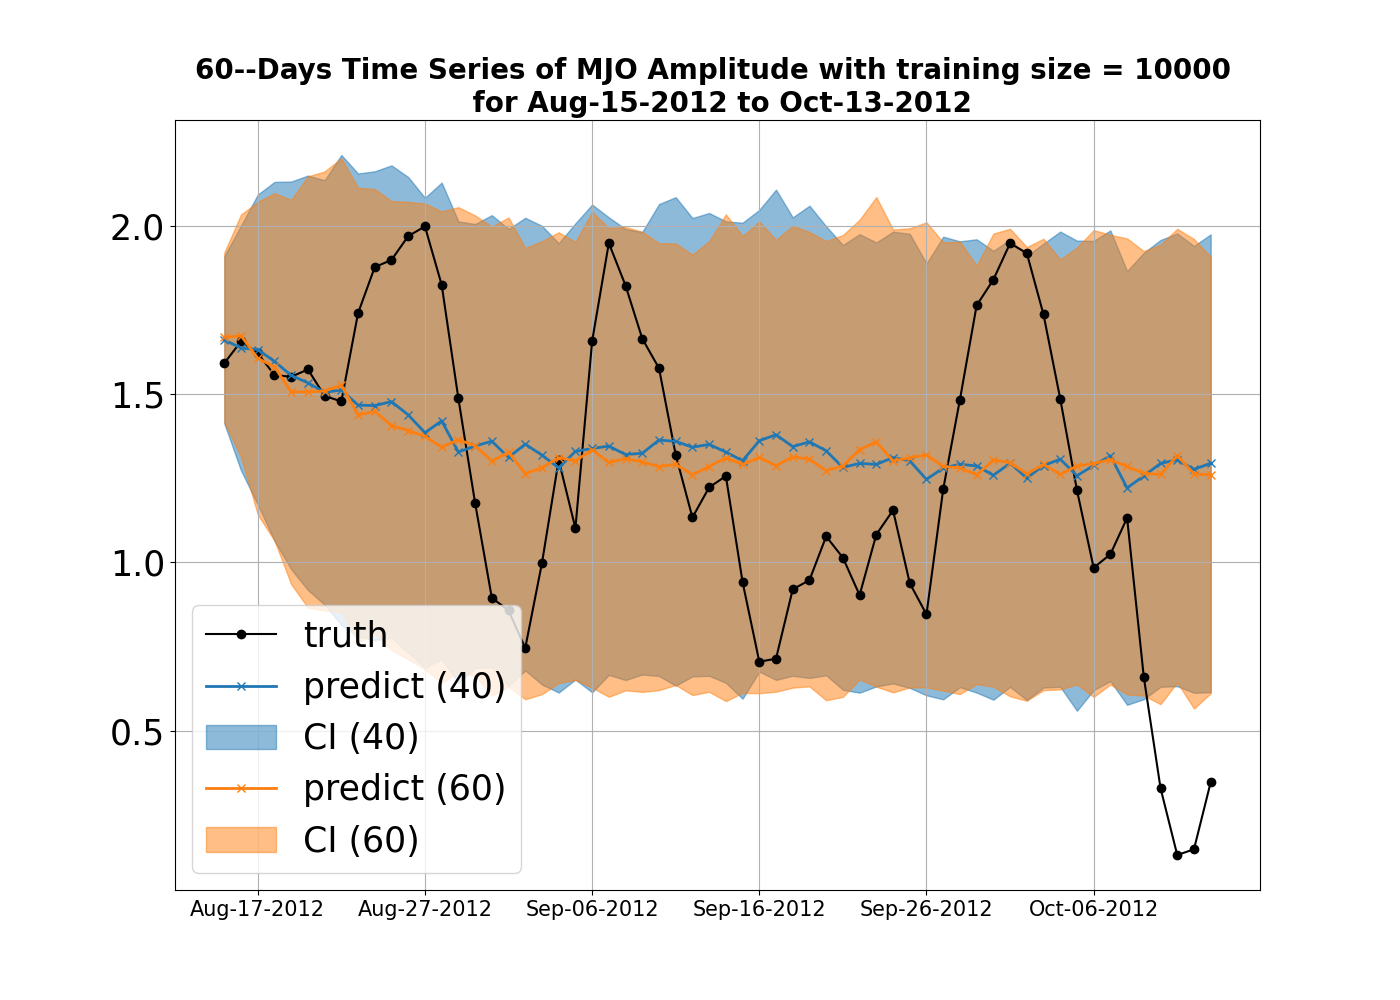 60--Days Time Series of MJO Amplitude with training size = 10000
for Aug-15-2012 to Oct-13-2012
2.0
1.5
1.0
0.5
truth
predict (40)
CI (40)
predict (60)
CI (60)
Aug-17-2012
Aug-27-2012
Sep-06-2012
Sep-16-2012
Sep-26-2012
Oct-06-2012